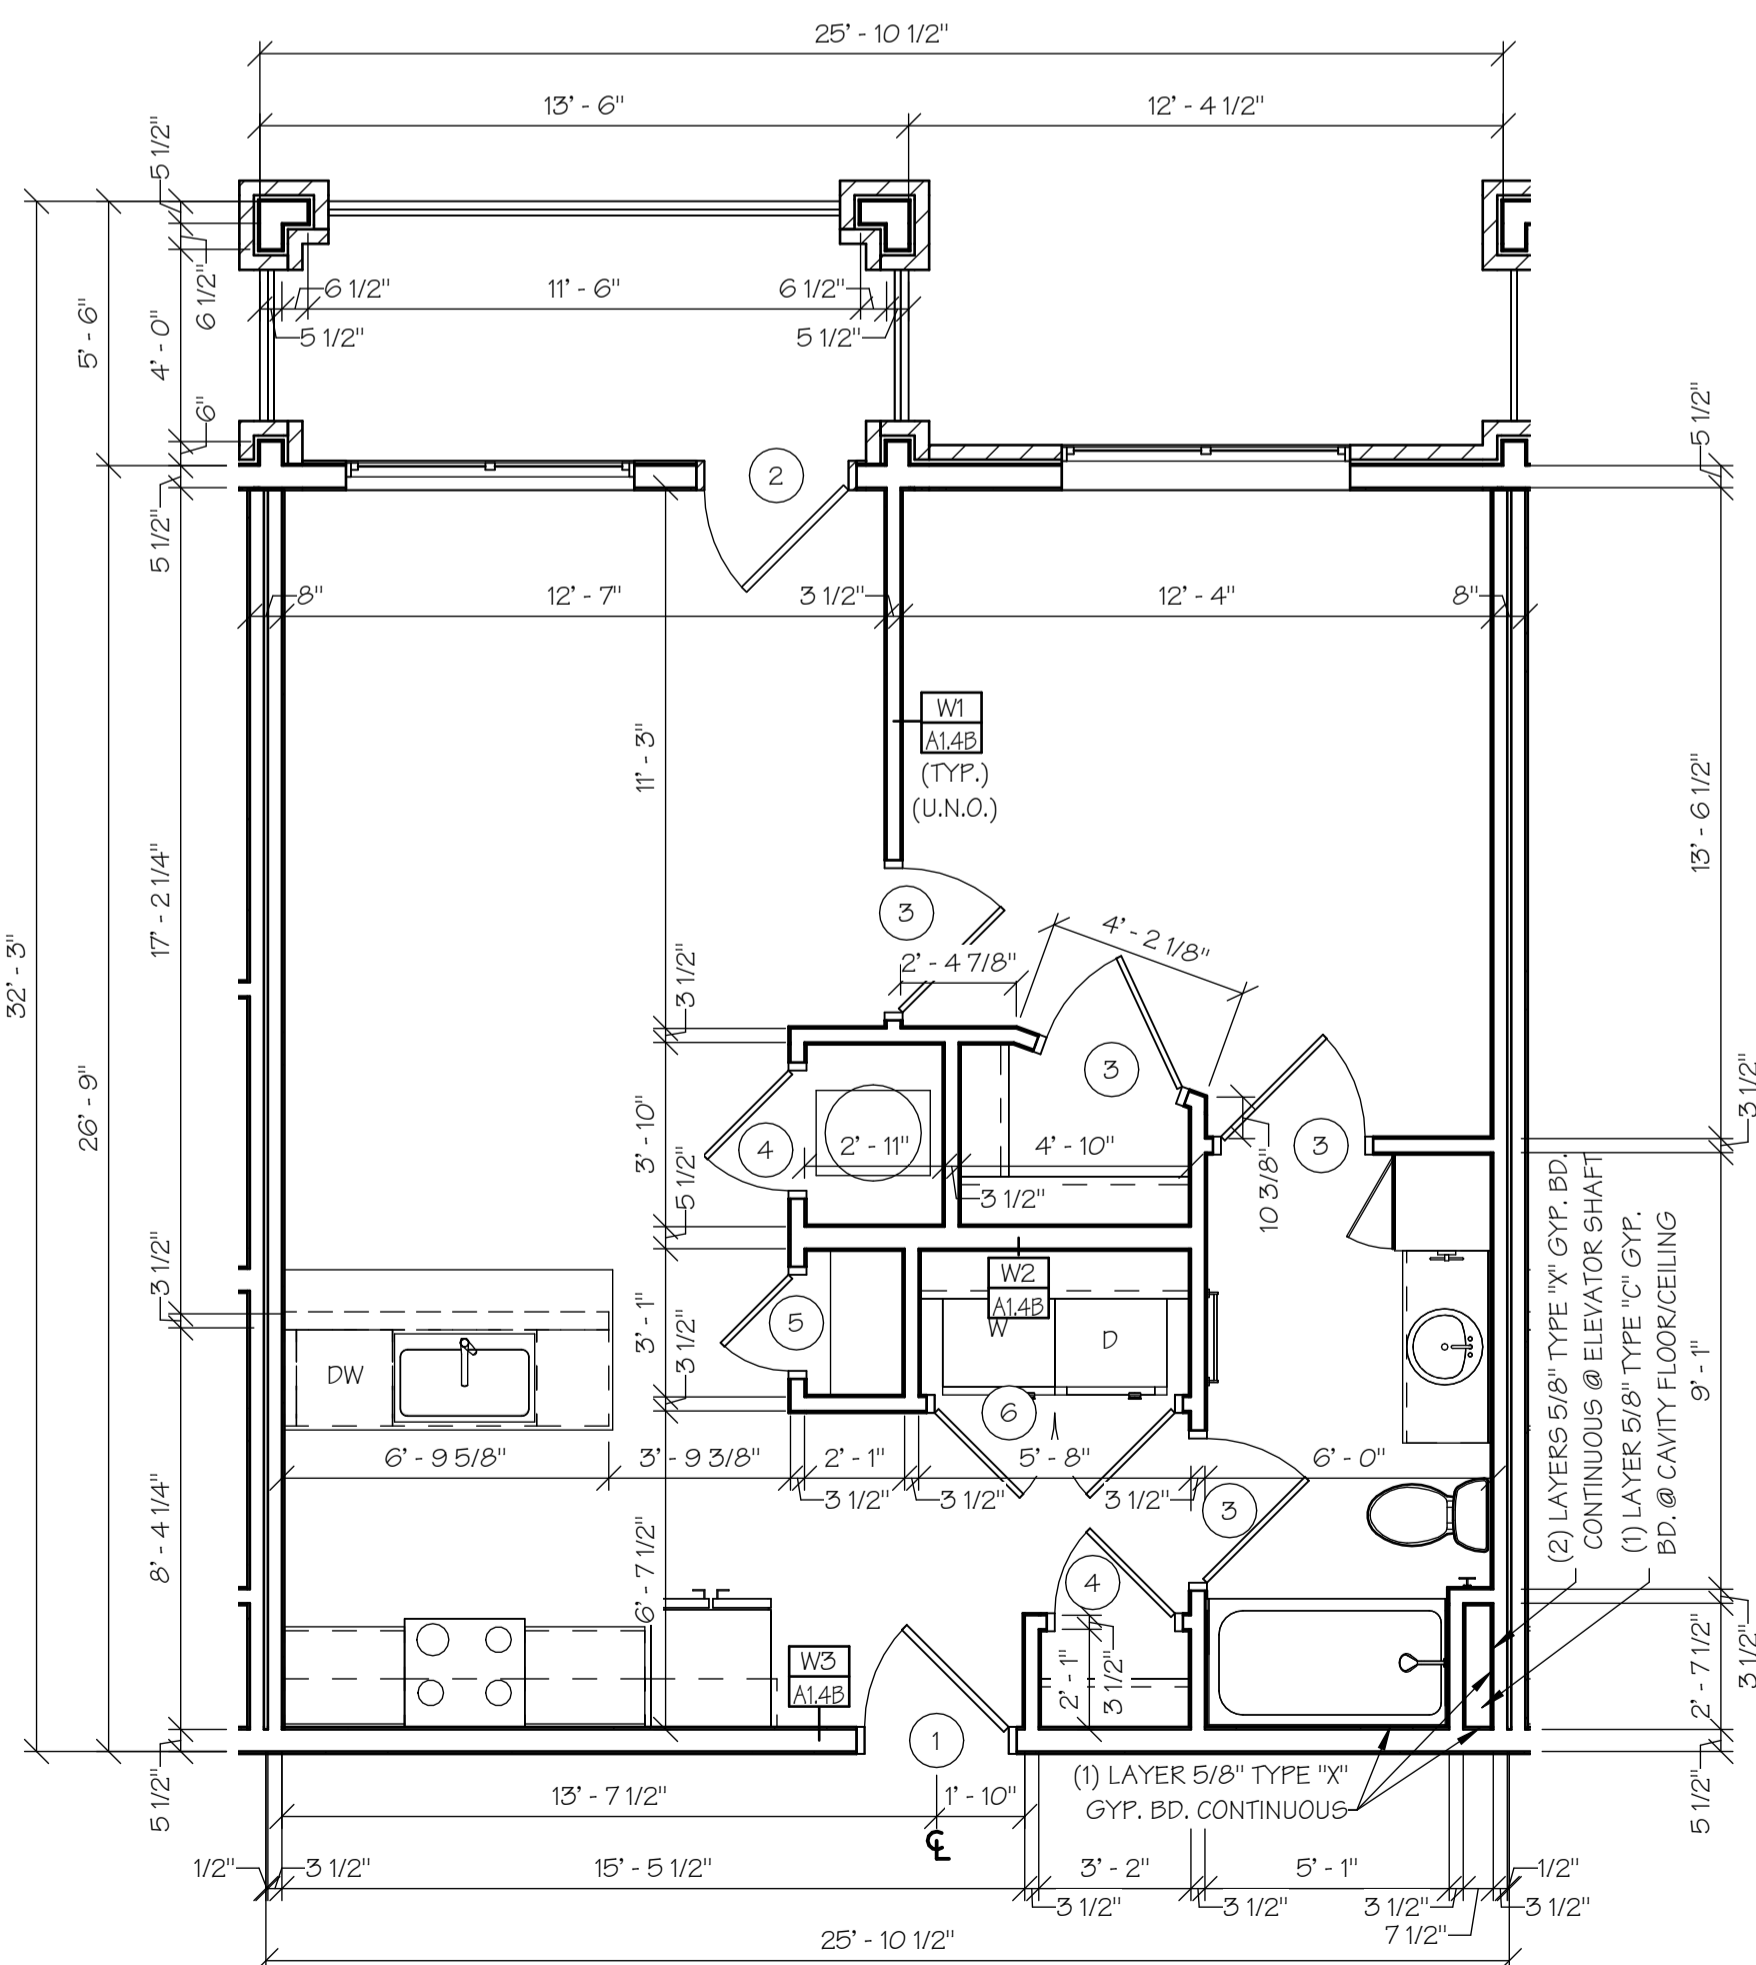 25' - 10 1/2"
13' - 6"
12' - 4 1/2"
5 1/2"
6 1/2"
4' - 0"
6"
5 1/2"
5' - 6"
6 1/2"
11' - 6"
6 1/2"
5 1/2"
5 1/2"
2
5 1/2"
8"
12' - 7"
3 1/2"
12' - 4"
8"
W1
A1.4B
(TYP.)
(U.N.O.)
11' - 3"
13' - 6 1/2"
17' - 2 1/4"
32' - 3"
26' - 9"
3
4' - 2 1/8"
2' - 4 7/8"
3 1/2"
3
3
4
3' - 10"
2' - 11"
4' - 10"
3 1/2"
10 3/8"
3 1/2"
5 1/2"
(2) LAYERS 5/8" TYPE "X" GYP. BD.
CONTINUOUS @ ELEVATOR SHAFT
(1) LAYER 5/8" TYPE "C" GYP.
BD. @ CAVITY FLOOR/CEILING
3 1/2"
W2
A1.4B
5
W
D
3' - 1"
3 1/2"
DW
6
9' - 1"
6' - 9 5/8"
3' - 9 3/8"
2' - 1"
5' - 8"
6' - 0"
3 1/2"
3 1/2"
3 1/2"
3
8' - 4 1/4"
6' - 7 1/2"
4
2' - 1"
3 1/2"
3 1/2"
2' - 7 1/2"
W3
A1.4B
1
5 1/2"
5 1/2"
(1) LAYER 5/8" TYPE "X"
GYP. BD. CONTINUOUS
13' - 7 1/2"
1' - 10"
℄
1/2"
3 1/2"
15' - 5 1/2"
3' - 2"
5' - 1"
1/2"
3 1/2"
3 1/2"
3 1/2"
3 1/2"
7 1/2"
25' - 10 1/2"